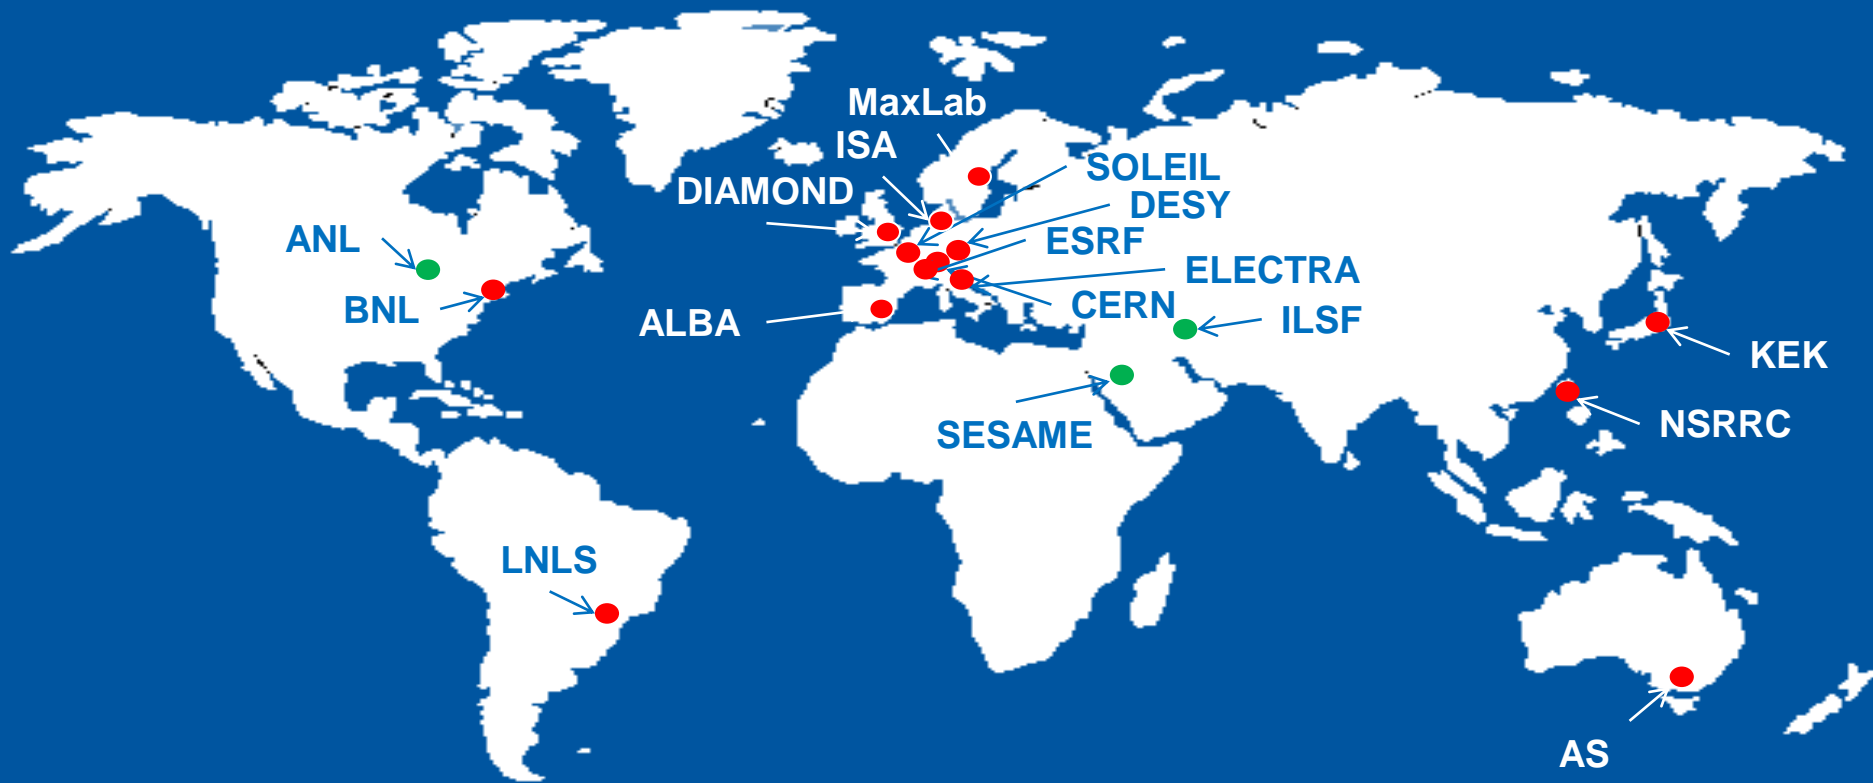 MaxLab
ISA
SOLEIL
DIAMOND
DESY
ANL
ESRF
ELECTRA
BNL
CERN
ILSF
ALBA
KEK
NSRRC
SESAME
LNLS
AS